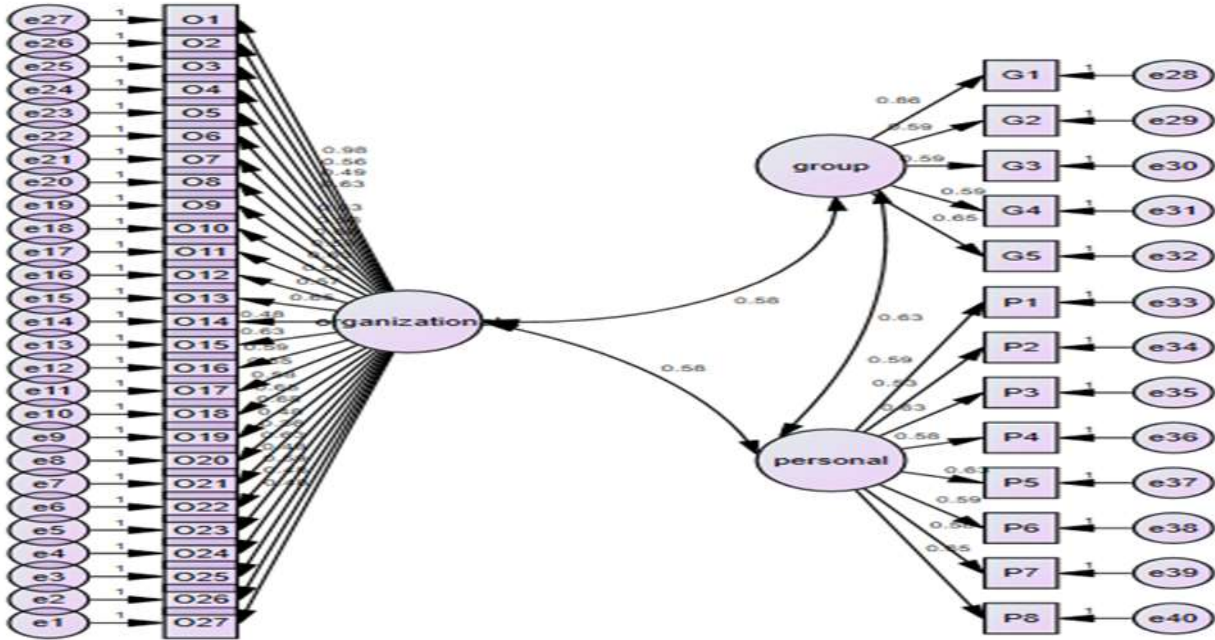 e27 1 O1
e26 1 O2
e25 1 O3
e24 1 O4
e23 1 O5
e22 1 O6
e21 1 O7
e20 1 O8
e19 1 O9
e18 1 O10
e17 1 O11
e16 1 O12
e15 1 O13
e14 1 O14
e13 1 O15
e12 1 O16
e11 1 O17
e10 1 O18
e9 1 O19
e8 1 O20
e7 1 O21
e6 1 O22
e5 1 O23
e4 1 O24
e3 1 O25
e2 1 O26
e1 1 O27
0.98
0.56
0.49
0.63
0.48
0.63
0.59
organizational
0.58
0.58
0.63
group
0.59
0.59
0.59
0.65
G1 1 e28
G2 1 e29
G3 1 e30
G4 1 e31
G5 1 e32
personal
0.59
0.53
0.63
0.58
0.63
0.59
P1 1 e33
P2 1 e34
P3 1 e35
P4 1 e36
P5 1 e37
P6 1 e38
P7 1 e39
P8 1 e40